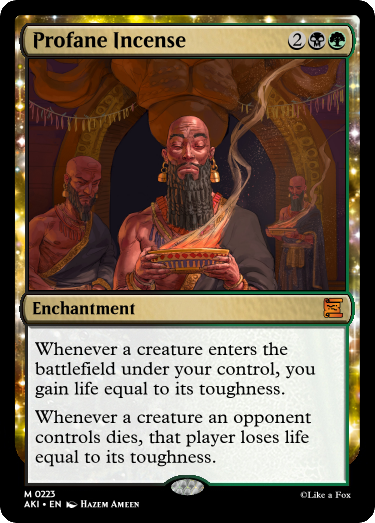 Profane Incense 2
Enchantment
Whenever a creature enters the
battlefield under your control, you
gain life equal to its toughness.
Whenever a creature an opponent
controls dies, that player loses life
equal to its toughness.
M 0223
AKI • EN Hazem Ameen
©Like a Fox